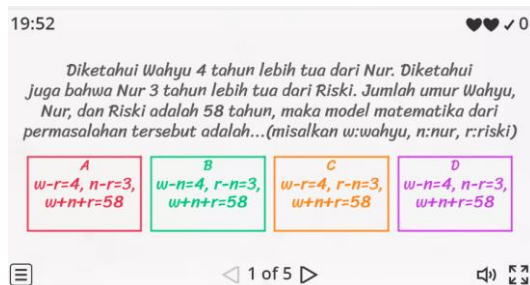 19:52
✓ 0
Diketahui Wahyu 4 tahun lebih tua dari Nur. Diketahui
juga bahwa Nur 3 tahun lebih tua dari Riski. Jumlah umur Wahyu,
Nur, dan Riski adalah 58 tahun, maka model matematika dari
permasalahan tersebut adalah...(misalkan w:wahyu, n:nur, r:riski)
A
w-r=4, n-r=3,
w+n+r=58
B
w-n=4, r-n=3,
w+n+r=58
C
w-r=4, r-n=3,
w+n+r=58
D
w-n=4, n-r=3,
w+n+r=58
1 of 5